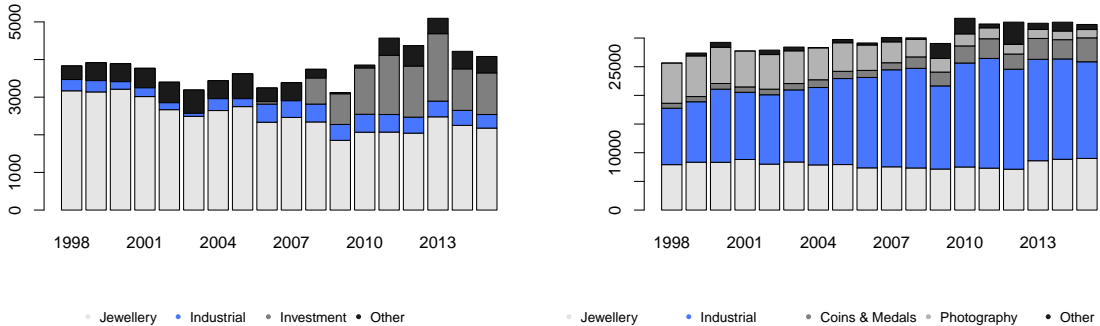 5000
3000
1000
0
1998 2001 2004 2007 2010 2013
Jewellery Industrial Investment Other
25000
10000
0
1998 2001 2004 2007 2010 2013
Jewellery Industrial Coins & Medals Photography Other